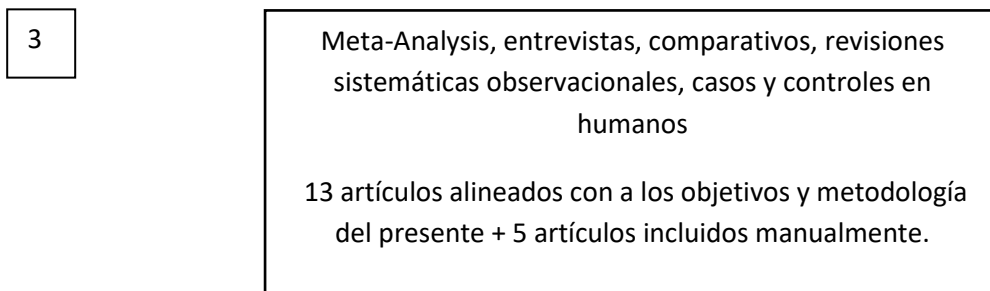 3
Meta-Analysis, entrevistas, comparativos, revisiones
sistemáticas observacionales, casos y controles en
humanos
13 artículos alineados con a los objetivos y metodología
del presente + 5 artículos incluidos manualmente.